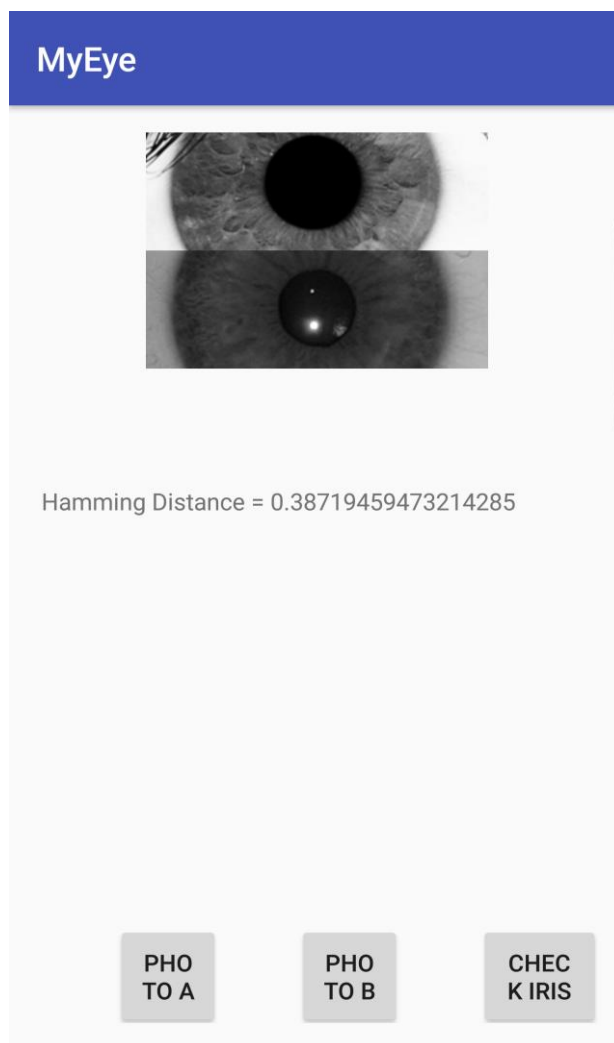 MyEye
Hamming Distance = 0.38719459473214285
PHO
TO A
PHO
TO B
CHEC
K IRIS